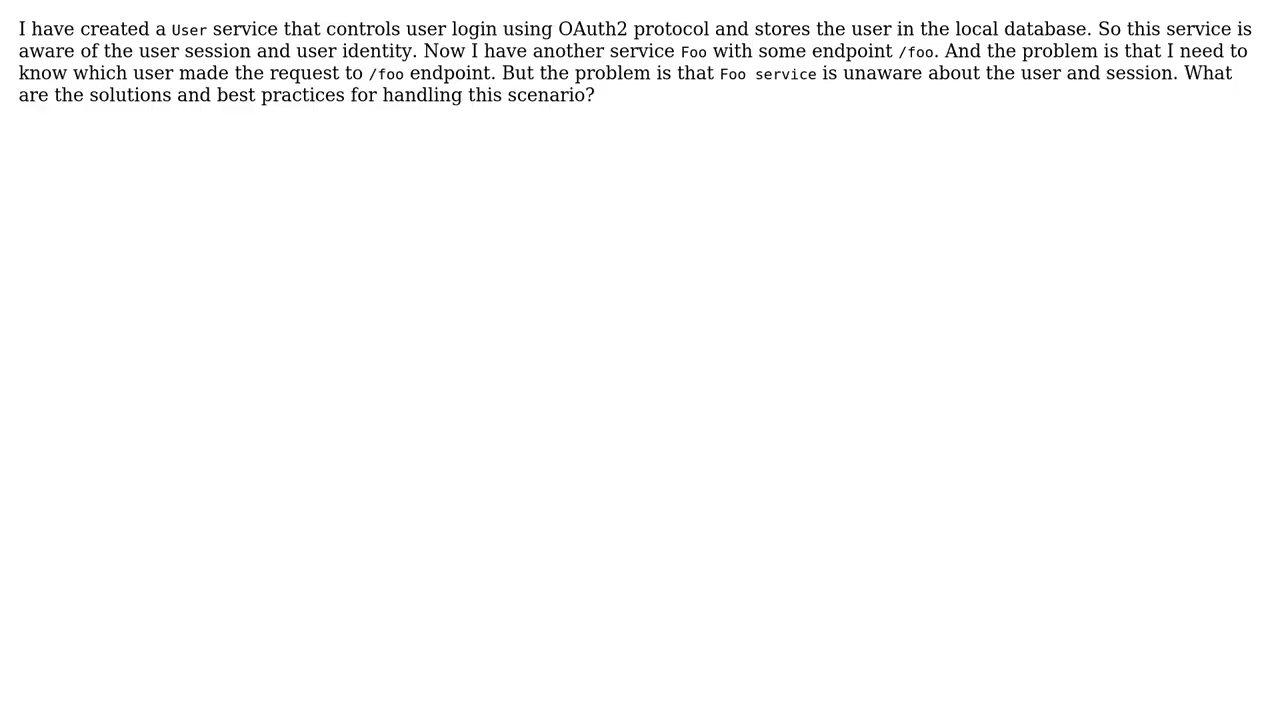 I have created a User service that controls user login using OAuth2 protocol and stores the user in the local database. So this service is
aware of the user session and user identity. Now I have another service Foo with some endpoint /foo. And the problem is that I need to
know which user made the request to /foo endpoint. But the problem is that Foo service is unaware about the user and session. What
are the solutions and best practices for handling this scenario?